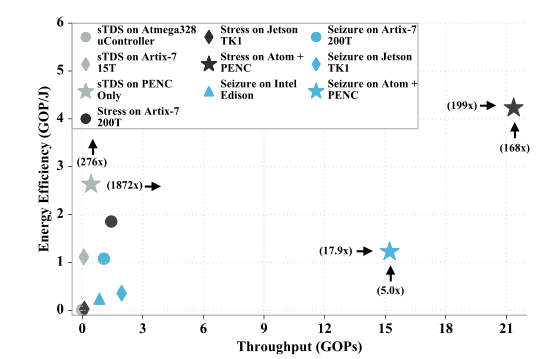 6
5
4
3
2
1
0
Energy Efficiency (GOP/J)
sTDS on Atmega328
uController
sTDS on Artix-7
15T
sTDS on PENC
Only
Stress on Artix-7
200T
Stress on Jetson
TK1
Stress on Atom +
PENC
Seizure on Intel
Edison
Seizure on Artix-7
200T
Seizure on Jetson
TK1
Seizure on Atom +
PENC
(199x)
(168x)
(276x)
(1872x)
(17.9x)
(5.0x)
0 3 6 9 12 15 18 21
Throughput (GOPs)